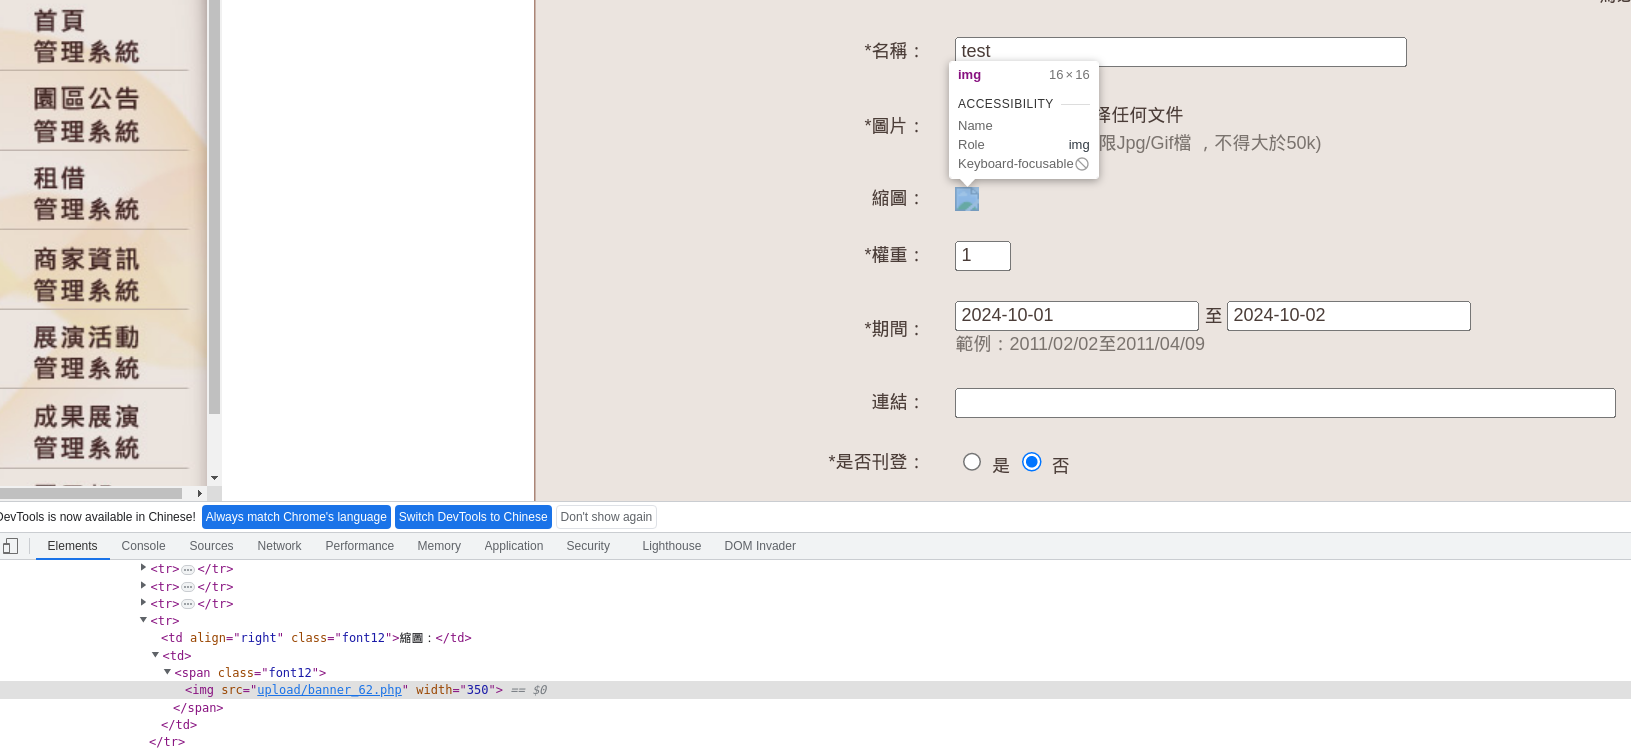 首頁
管理系統
園區公告
管理系統
租借
管理系統
商家資訊
管理系統
展演活動
管理系統
成果展演
管理系統
*名稱：
test
img 16×16
ACCESSIBILITY
Name
Role img
Keyboard-focusable
*圖片：
任何文件
限Jpg/Gif檔 ，不得大於50k)
縮圖：
*權重：
1
*期間：
2024-10-01 至 2024-10-02
範例：2011/02/02至2011/04/09
連結：
*是否刊登：
是 否
DevTools is now available in Chinese! Always match Chrome's language Switch DevTools to Chinese Don't show again
Elements Console Sources Network Performance Memory Application Security Lighthouse DOM Invader
<tr>…</tr>
<tr>…</tr>
<tr>…</tr>
<tr>
<td align="right" class="font12">縮圖：</td>
<td>
<span class="font12">
<img src="upload/banner_62.php" width="350"> == $0
</span>
</td>
</tr>